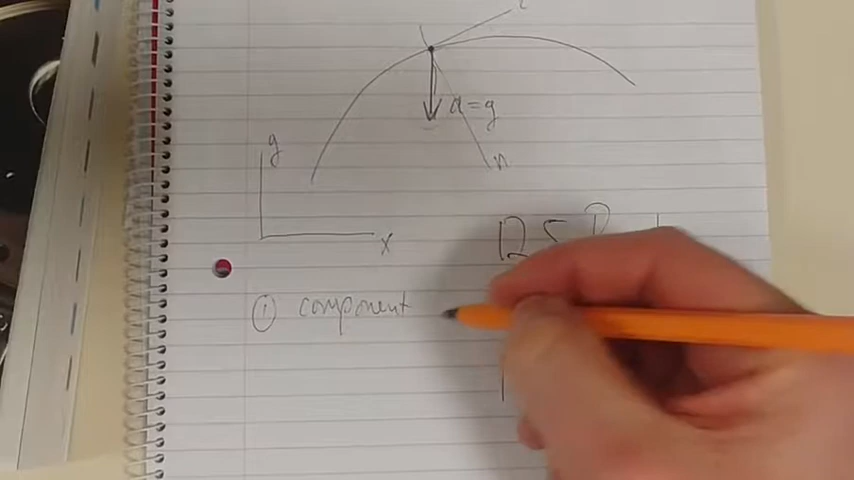 t
a = g
n
y
x
① component